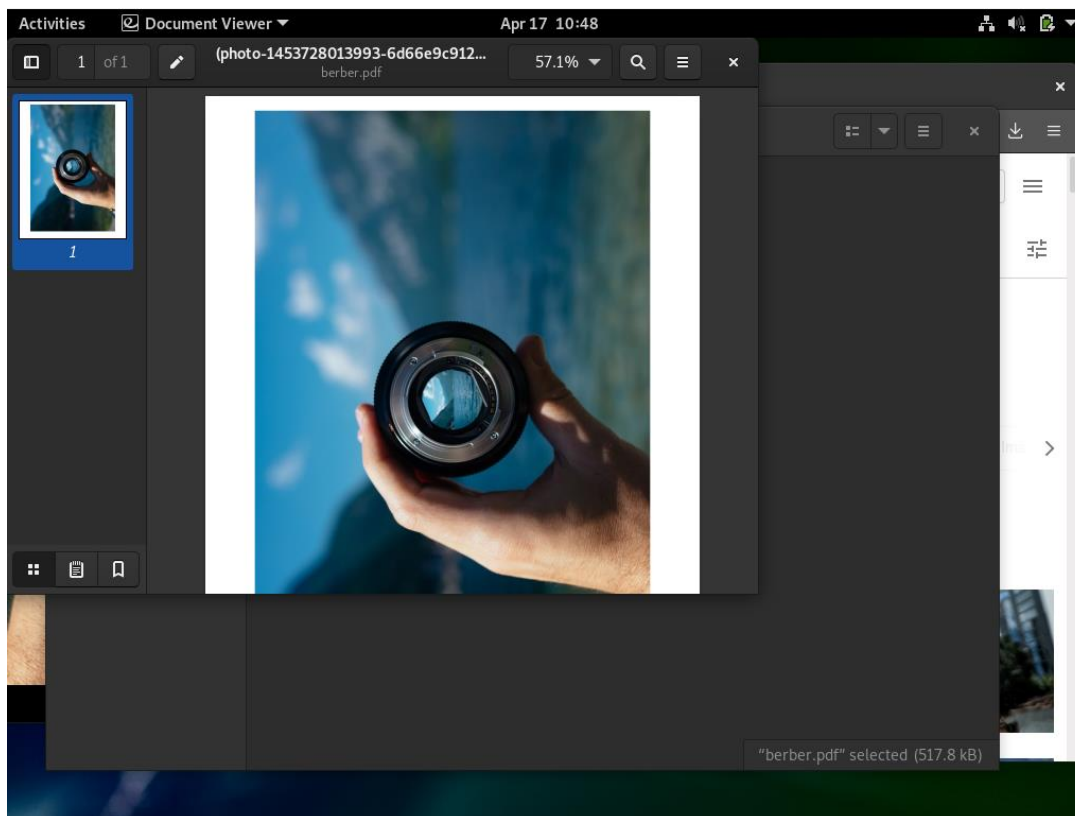 Activities Document Viewer Apr 17 10:48
1 of 1 (photo-1453728013993-6d66e9c912... 57.1%
berber.pdf
1
"berber.pdf" selected (517.8 kB)